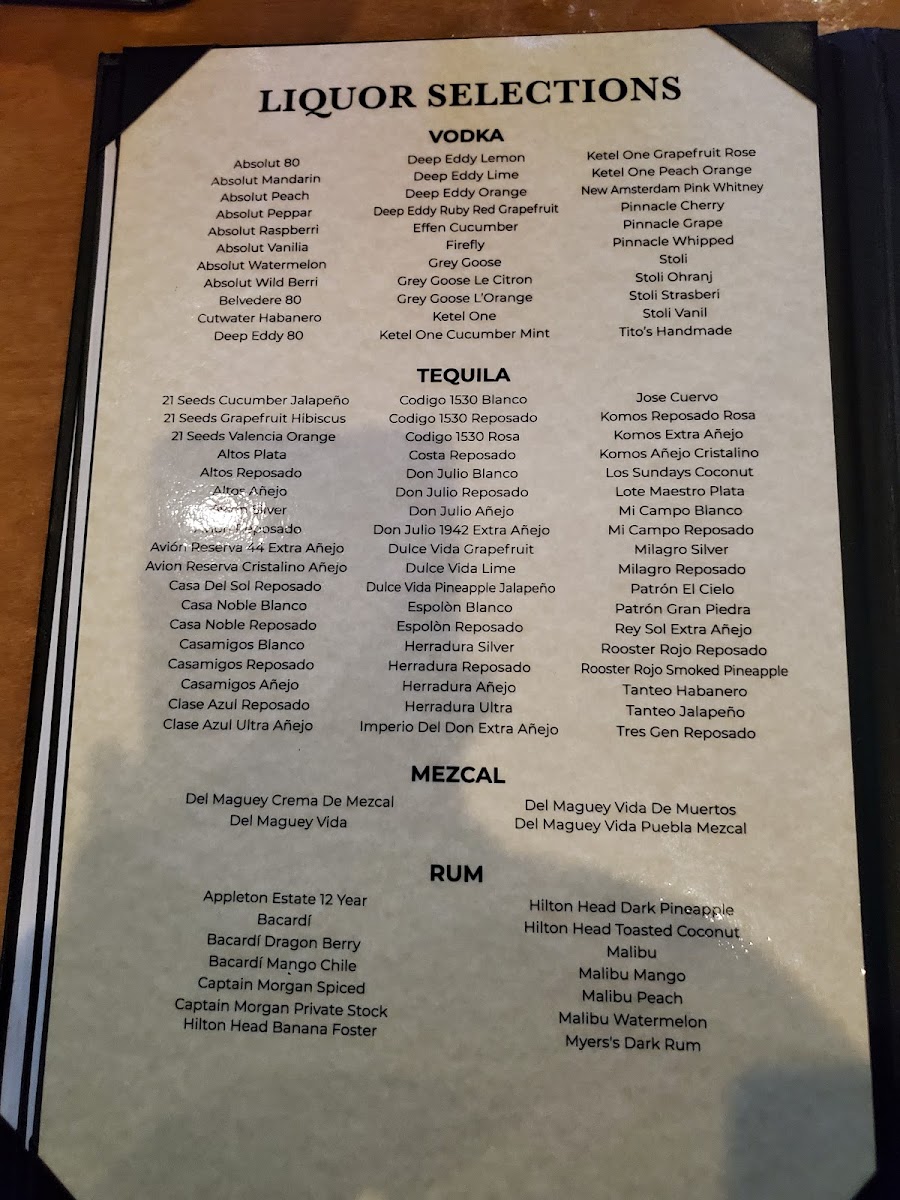 LIQUOR SELECTIONS
VODKA
Absolut 80
Absolut Mandarin
Absolut Peach
Absolut Peppar
Absolut Raspberri
Absolut Vanilia
Absolut Watermelon
Absolut Wild Berri
Belvedere 80
Cutwater Habanero
Deep Eddy 80
Deep Eddy Lemon
Deep Eddy Lime
Deep Eddy Orange
Deep Eddy Ruby Red Grapefruit
Effen Cucumber
Firefly
Grey Goose
Grey Goose Le Citron
Grey Goose L'Orange
Ketel One
Ketel One Cucumber Mint
Ketel One Grapefruit Rose
Ketel One Peach Orange
New Amsterdam Pink Whitney
Pinnacle Cherry
Pinnacle Grape
Pinnacle Whipped
Stoli
Stoli Ohranj
Stoli Strasberi
Stoli Vanil
Tito's Handmade
TEQUILA
21 Seeds Cucumber Jalapeño
21 Seeds Grapefruit Hibiscus
21 Seeds Valencia Orange
Altos Plata
Altos Reposado
Altos Añejo
Silver
Avión Reposado
Avión Reserva 44 Extra Añejo
Avion Reserva Cristalino Añejo
Casa Del Sol Reposado
Casa Noble Blanco
Casa Noble Reposado
Casamigos Blanco
Casamigos Reposado
Casamigos Añejo
Clase Azul Reposado
Clase Azul Ultra Añejo
Codigo 1530 Blanco
Codigo 1530 Reposado
Codigo 1530 Rosa
Costa Reposado
Don Julio Blanco
Don Julio Reposado
Don Julio Añejo
Don Julio 1942 Extra Añejo
Dulce Vida Grapefruit
Dulce Vida Lime
Dulce Vida Pineapple Jalapeño
Espolòn Blanco
Espolòn Reposado
Herradura Silver
Herradura Reposado
Herradura Añejo
Herradura Ultra
Imperio Del Don Extra Añejo
Jose Cuervo
Komos Reposado Rosa
Komos Extra Añejo
Komos Añejo Cristalino
Los Sundays Coconut
Lote Maestro Plata
Mi Campo Blanco
Mi Campo Reposado
Milagro Silver
Milagro Reposado
Patrón El Cielo
Patrón Gran Piedra
Rey Sol Extra Añejo
Rooster Rojo Reposado
Rooster Rojo Smoked Pineapple
Tanteo Habanero
Tanteo Jalapeño
Tres Gen Reposado
MEZCAL
Del Maguey Crema De Mezcal
Del Maguey Vida
Del Maguey Vida De Muertos
Del Maguey Vida Puebla Mezcal
RUM
Appleton Estate 12 Year
Bacardí
Bacardí Dragon Berry
Bacardí Mango Chile
Captain Morgan Spiced
Captain Morgan Private Stock
Hilton Head Banana Foster
Hilton Head Dark Pineapple
Hilton Head Toasted Coconut
Malibu
Malibu Mango
Malibu Peach
Malibu Watermelon
Myers's Dark Rum